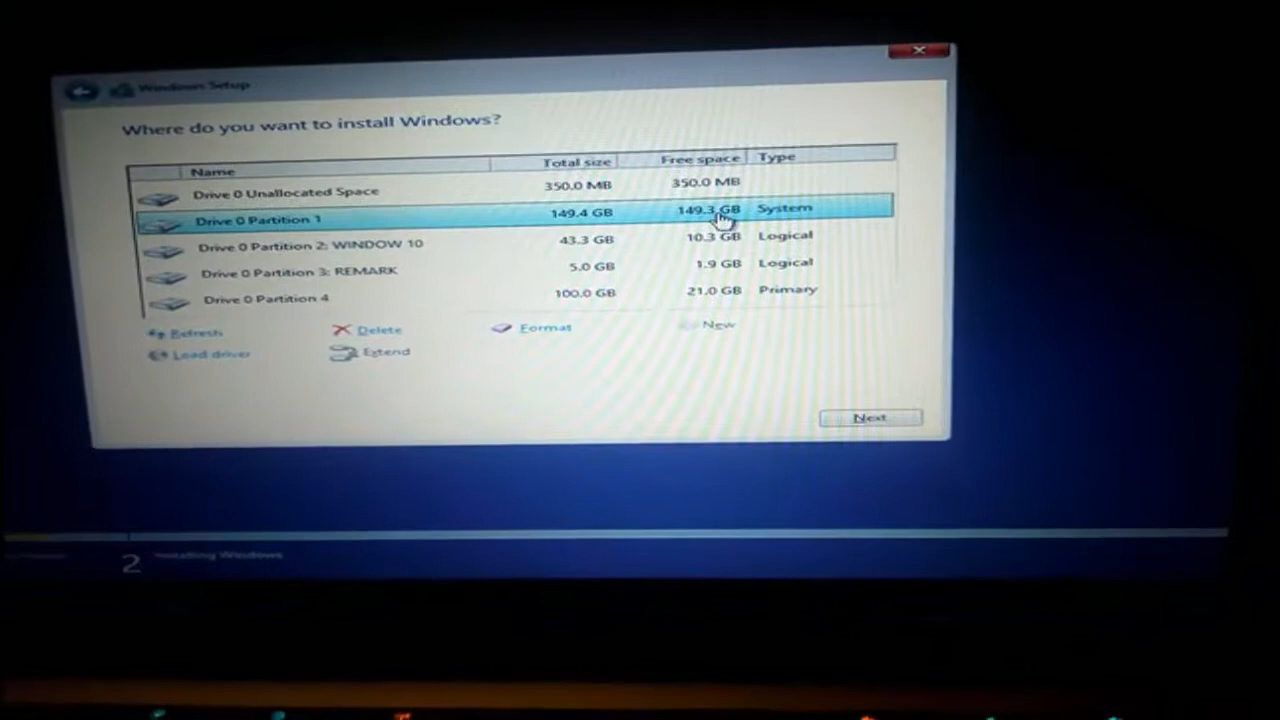 Windows Setup
Where do you want to install Windows?
Name Total size Free space Type
Drive 0 Unallocated Space 350.0 MB 350.0 MB
Drive 0 Partition 1 149.4 GB 149.3 GB System
Drive 0 Partition 2: WINDOW 10 43.3 GB 10.3 GB Logical
Drive 0 Partition 3: REMARK 5.0 GB 1.9 GB Logical
Drive 0 Partition 4 100.0 GB 21.0 GB Primary
Refresh Delete Format New
Load driver Extend
Next
2 Installing Windows